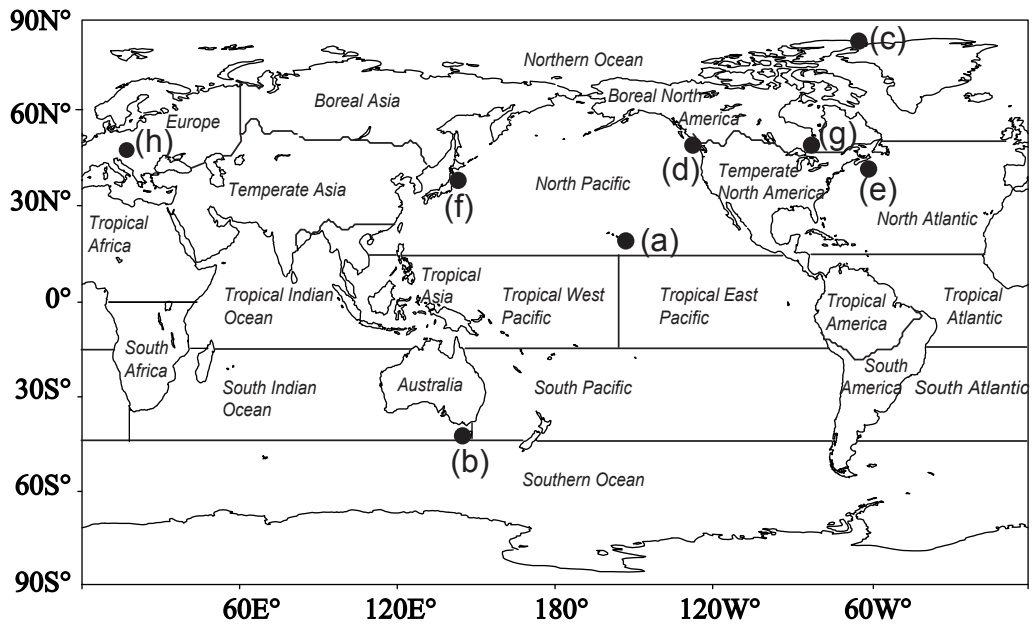 90N°
(c)
Northern Ocean
60N°
Boreal Asia
Boreal North
America
Europe
(h)
(g)
(d)
Temperate Asia
North Pacific
Temperate
North America
(e)
30N°
(f)
Tropical
Africa
North Atlantic
(a)
0°
Tropical Indian
Ocean
Tropical
Asia
Tropical West
Pacific
Tropical East
Pacific
Tropical
America
Tropical
Atlantic
South
Africa
30S°
South Indian
Ocean
Australia
South Pacific
South
America
South Atlantic
(b)
60S°
Southern Ocean
90S°
60E°
120E°
180°
120W°
60W°